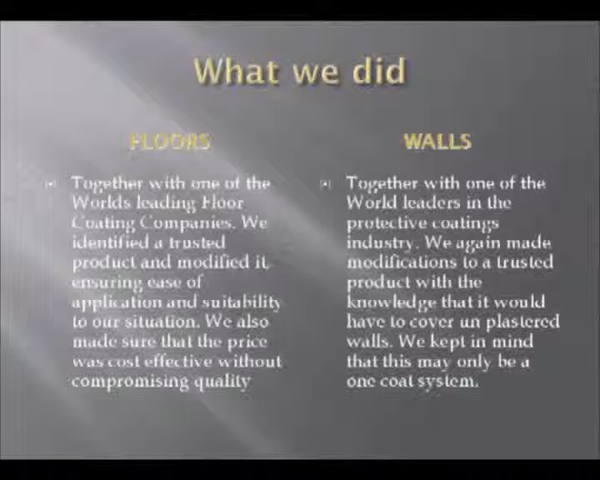 What we did
FLOORS
Together with one of the
Worlds leading Floor
Coating Companies. We
identified a trusted
product and modified it,
ensuring ease of
application and suitability
to our situation. We also
made sure that the price
was cost effective without
compromising quality
WALLS
Together with one of the
World leaders in the
protective coatings
industry. We again made
modifications to a trusted
product with the
knowledge that it would
have to cover un plastered
walls. We kept in mind
that this may only be a
one coat system.